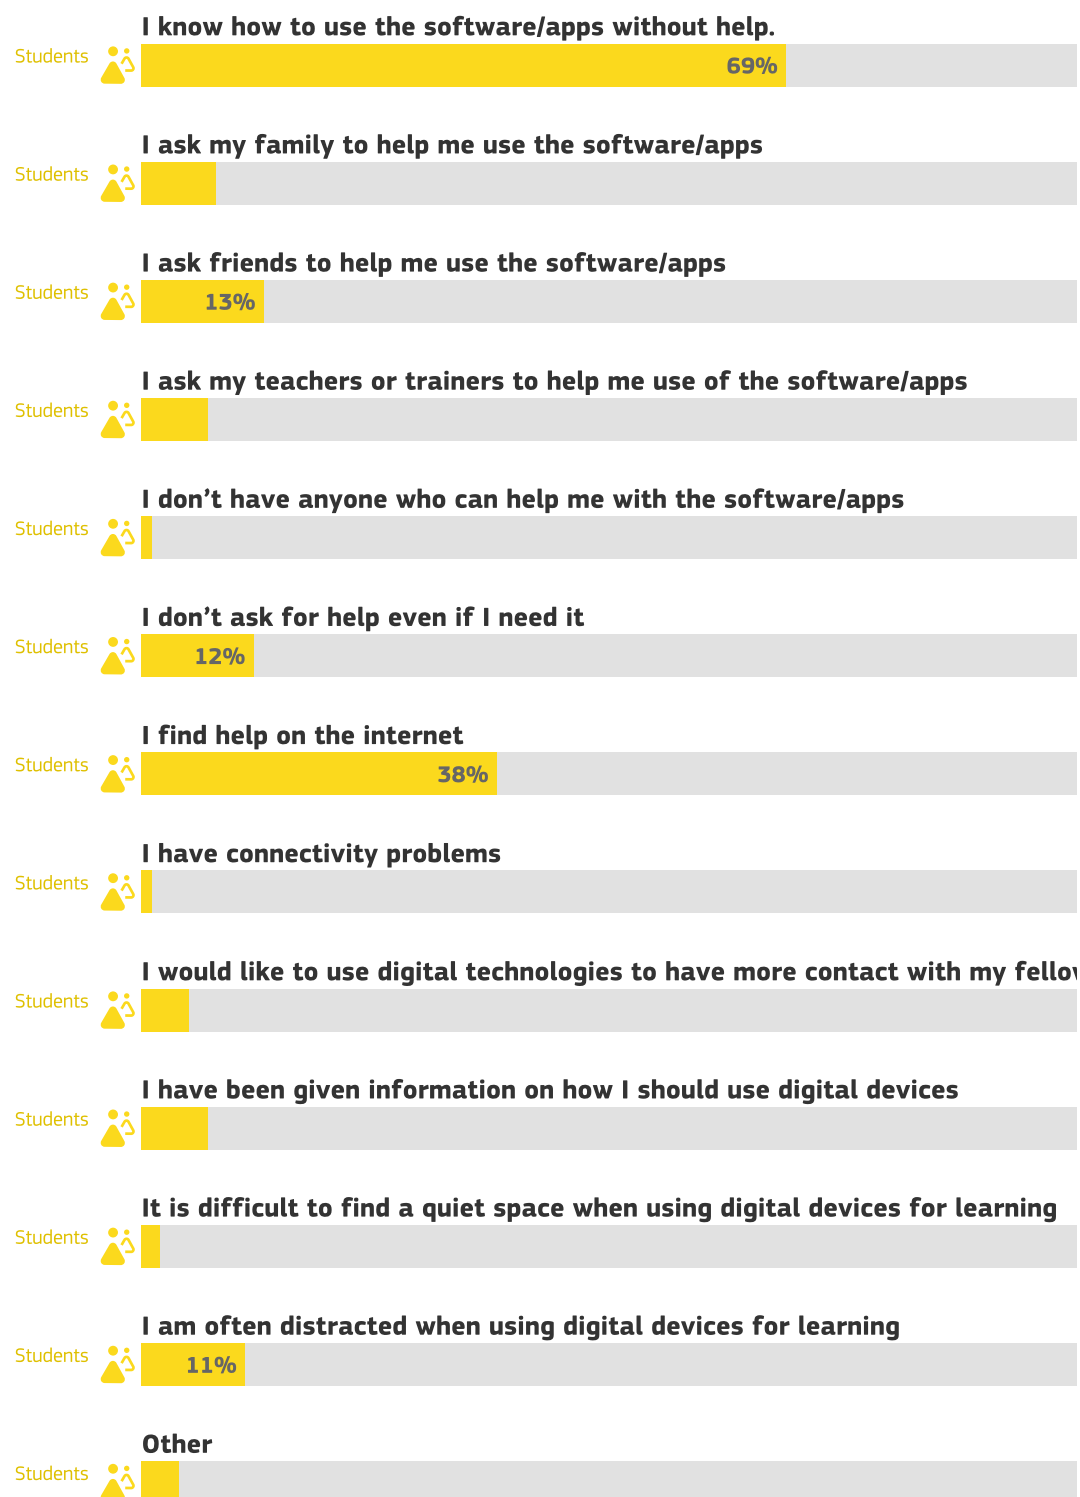 I know how to use the software/apps without help.
Students
69%
I ask my family to help me use the software/apps
Students
I ask friends to help me use the software/apps
Students
13%
I ask my teachers or trainers to help me use of the software/apps
Students
I don’t have anyone who can help me with the software/apps
Students
I don’t ask for help even if I need it
Students
12%
I find help on the internet
Students
38%
I have connectivity problems
Students
I would like to use digital technologies to have more contact with my
Students
I have been given information on how I should use digital devices
Students
It is difficult to find a quiet space when using digital devices for learning
Students
I am often distracted when using digital devices for learning
Students
11%
Other
Students